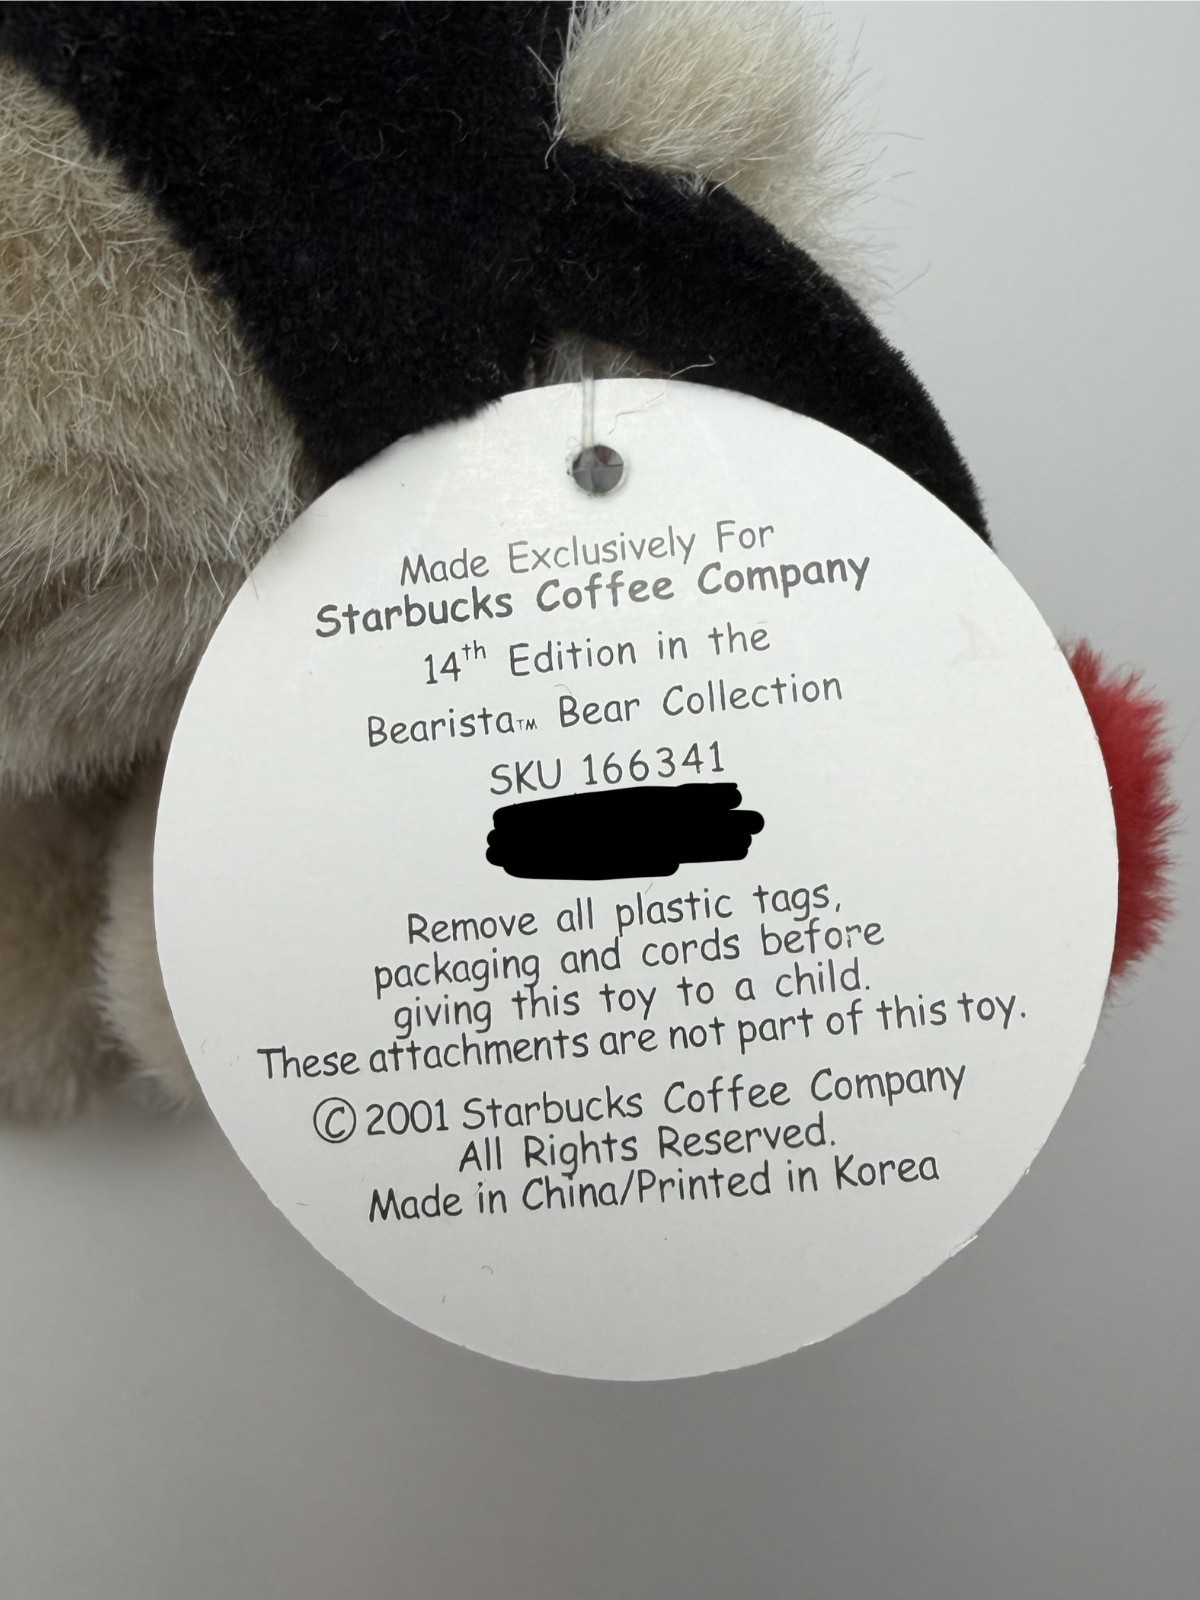 Made Exclusively For
Starbucks Coffee Company
14th Edition in the
Bearista™ Bear Collection
SKU 166341
Remove all plastic tags,
packaging and cords before
giving this toy to a child.
These attachments are not part of this toy.
© 2001 Starbucks Coffee Company
All Rights Reserved.
Made in China/Printed in Korea